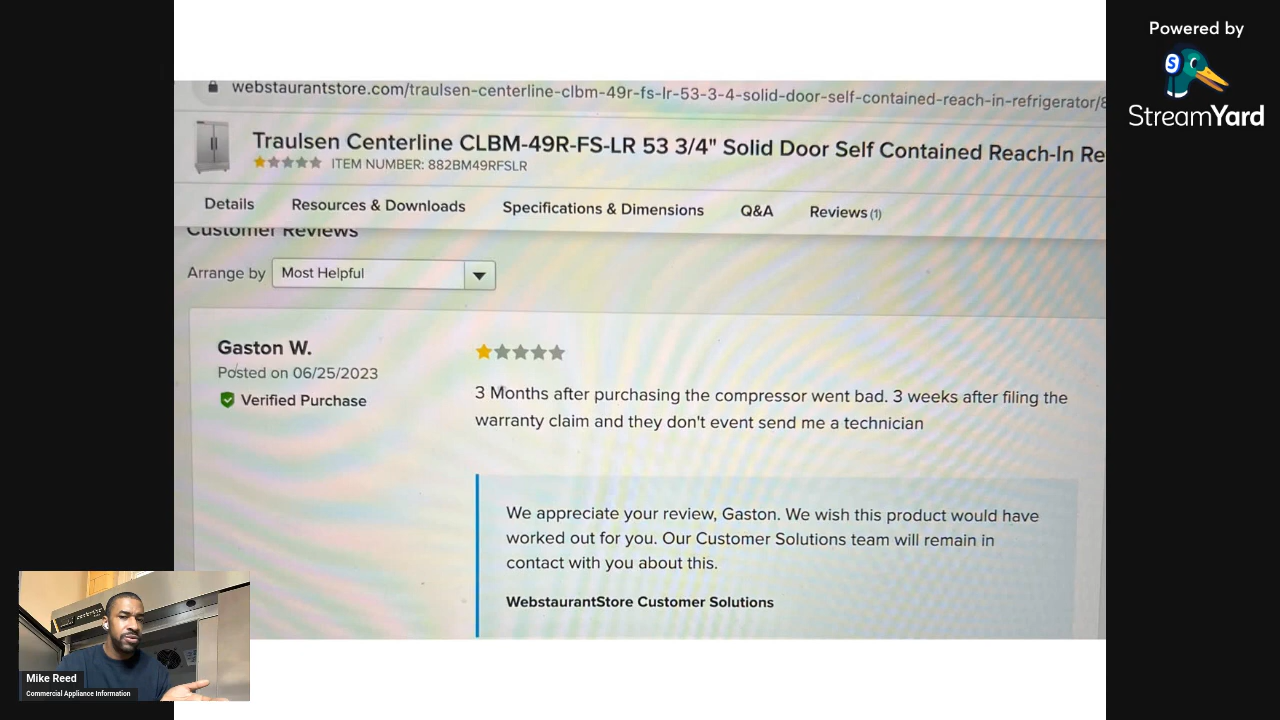 Powered by
StreamYard
webstaurantstore.com/traulsen-centerline-clbm-49r-fs-lr-53-3-4-solid-door-self-contained-reach-in-refrigerator/8
Traulsen Centerline CLBM-49R-FS-LR 53 3/4" Solid Door Self Contained Reach-In Re
ITEM NUMBER: 882BM49RFSLR
Details Resources & Downloads Specifications & Dimensions Q&A Reviews (1)
Customer Reviews
Arrange by Most Helpful
Gaston W.
Posted on 06/25/2023
Verified Purchase
3 Months after purchasing the compressor went bad. 3 weeks after filing the
warranty claim and they don't event send me a technician
We appreciate your review, Gaston. We wish this product would have
worked out for you. Our Customer Solutions team will remain in
contact with you about this.
WebstaurantStore Customer Solutions
Mike Reed
Commercial Appliance Information